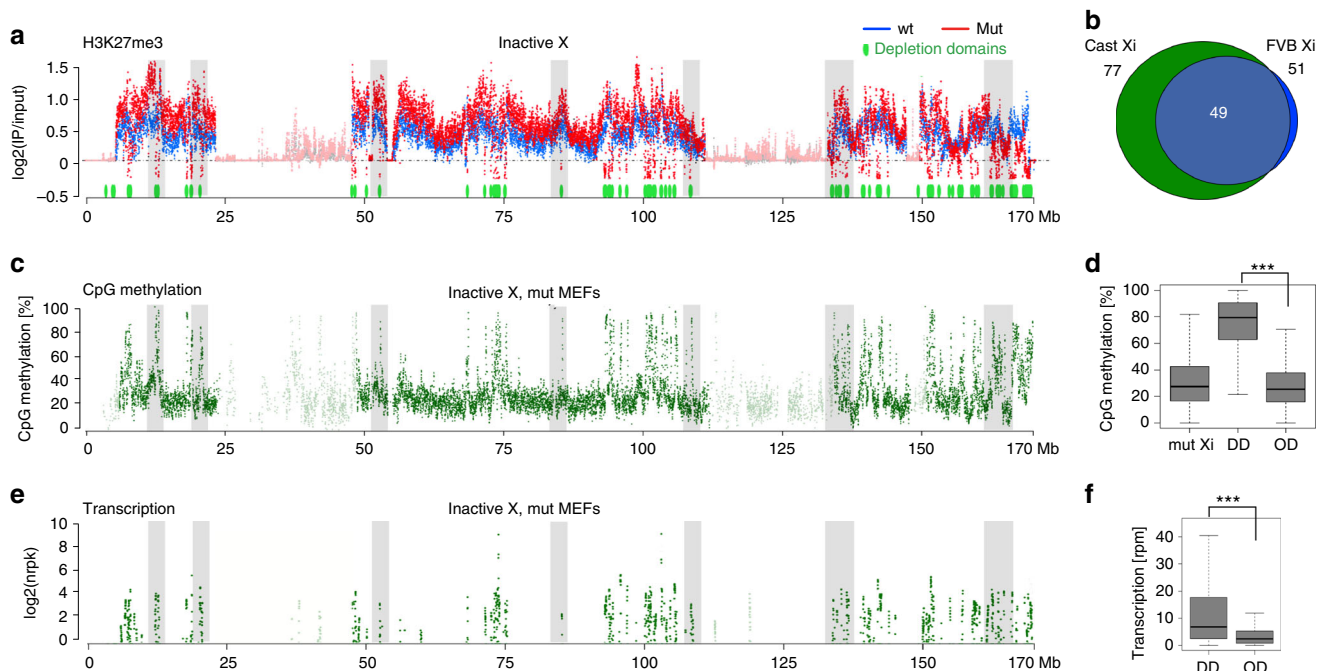 a
H3K27me3
Inactive X
wt
Mut
Depletion domains
log2(IP/input)
1.5
1.0
0.5
0
–0.5
0
25
50
75
100
150
170 Mb
b
Cast Xi
77
FVB Xi
51
49
c
CpG methylation
Inactive X, mut MEFs
CpG methylation [%]
100
80
60
40
20
0
0
25
50
75
100
150
170 Mb
d
***
CpG methylation [%]
100
80
60
40
20
0
mut Xi
DD
OD
e
Transcription
Inactive X, mut MEFs
log2(nrpk)
10
8
6
4
2
0
0
25
50
75
100
150
170 Mb
f
***
Transcription [rpm]
40
30
20
10
0
DD
OD